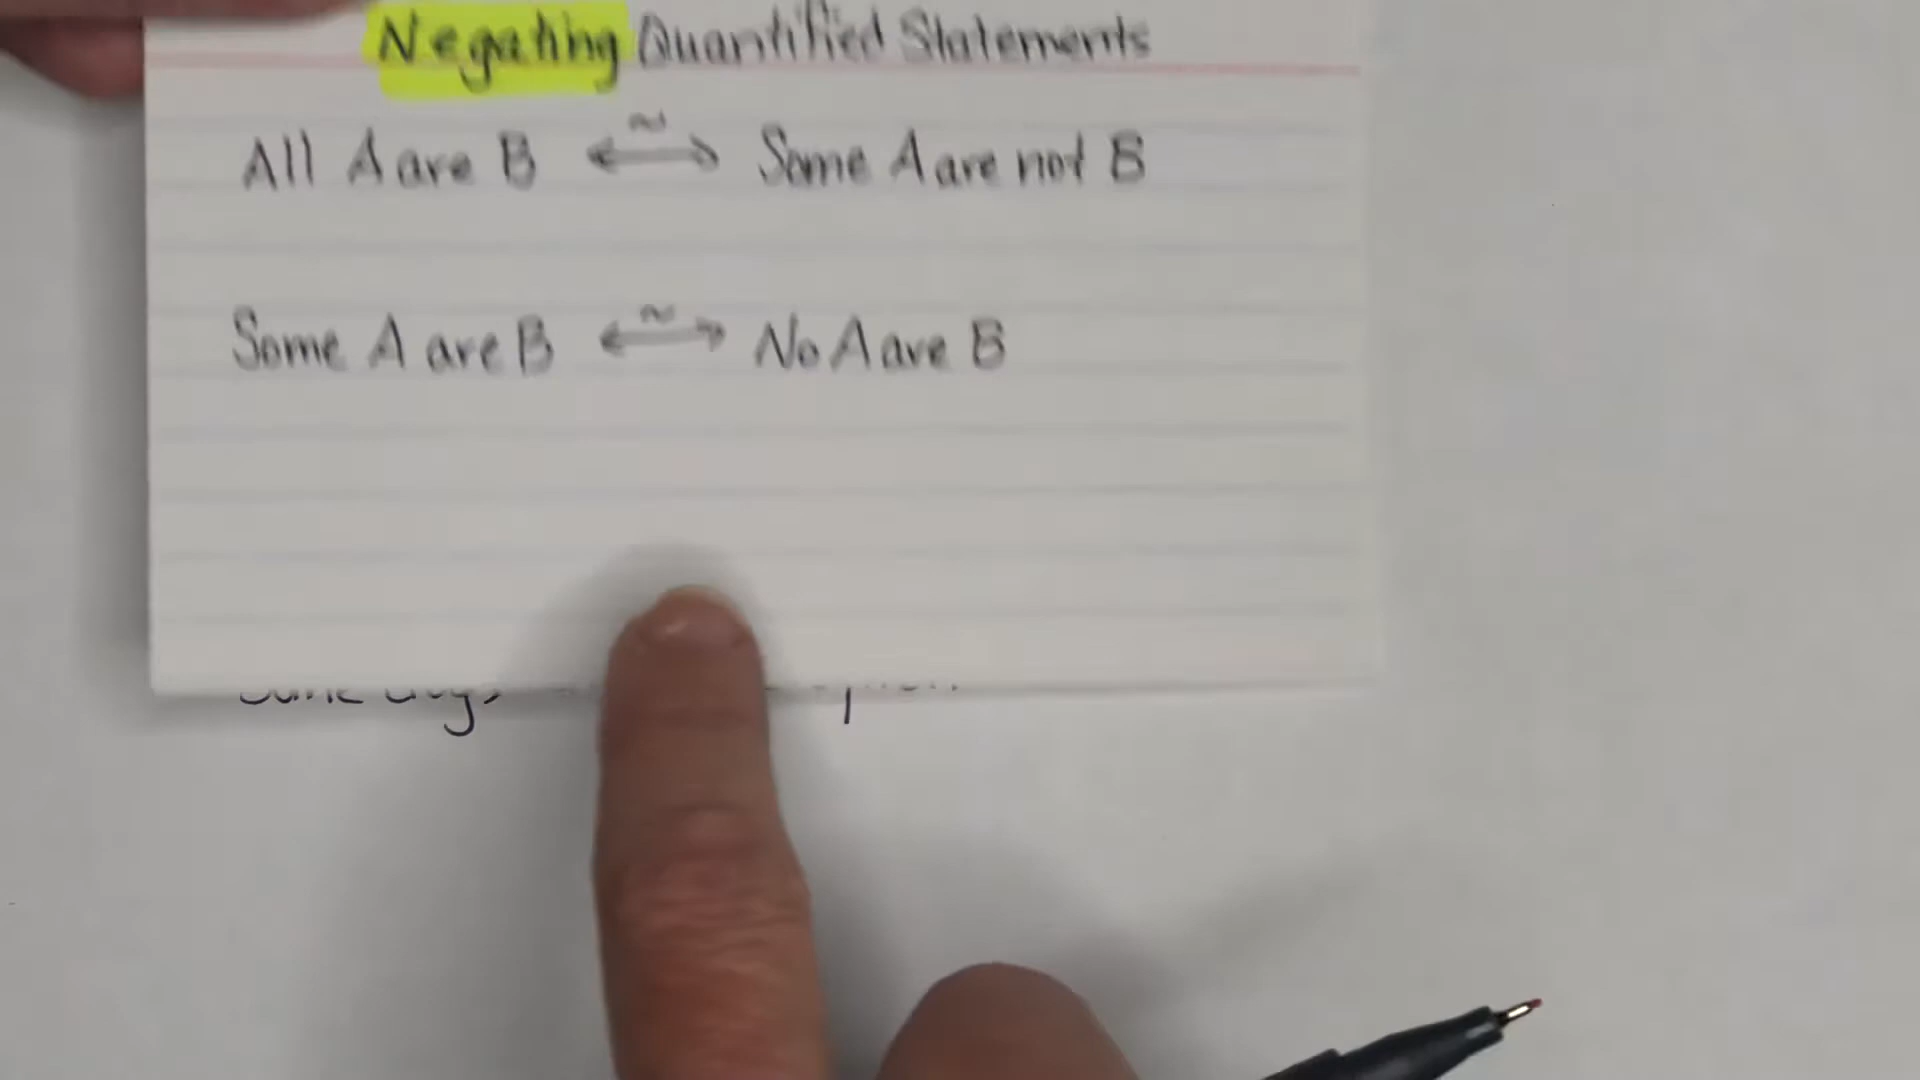 Negating Quantified Statements
All A are B ⟷~ Some A are not B
Some A are B ⟷~ No A are B